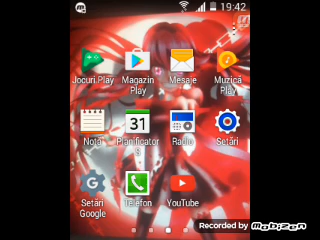 19:42
Jocuri Play
Magazin
Play
Mesaje
Muzică
Play
31
Notă
Planificator
S
Radio
Setări
Setări
Google
Telefon
YouTube
Recorded by Mobizen